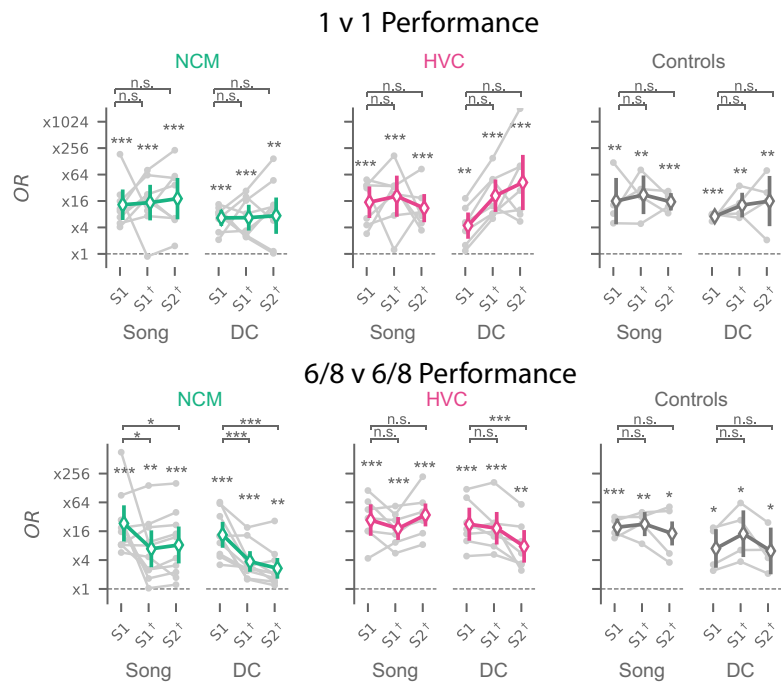 1 v 1 Performance
NCM HVC Controls
n.s. n.s. n.s. n.s. n.s. n.s.
n.s. n.s. n.s. n.s. n.s. n.s.
OR
x1024
x256
x64
x16
x4
x1
*** *** *** *** *** **
*** *** *** ** *** ***
** ** *** *** ** **
S1 S1† S2† S1 S1† S2† S1 S1† S2† S1 S1† S2† S1 S1† S2† S1 S1† S2†
Song DC Song DC Song DC
6/8 v 6/8 Performance
NCM HVC Controls
* *** n.s. *** n.s. n.s.
* *** n.s. n.s. n.s. n.s.
OR
x256
x64
x16
x4
x1
*** ** *** *** *** **
*** *** *** *** *** **
*** ** * * * *
S1 S1† S2† S1 S1† S2† S1 S1† S2† S1 S1† S2† S1 S1† S2† S1 S1† S2†
Song DC Song DC Song DC